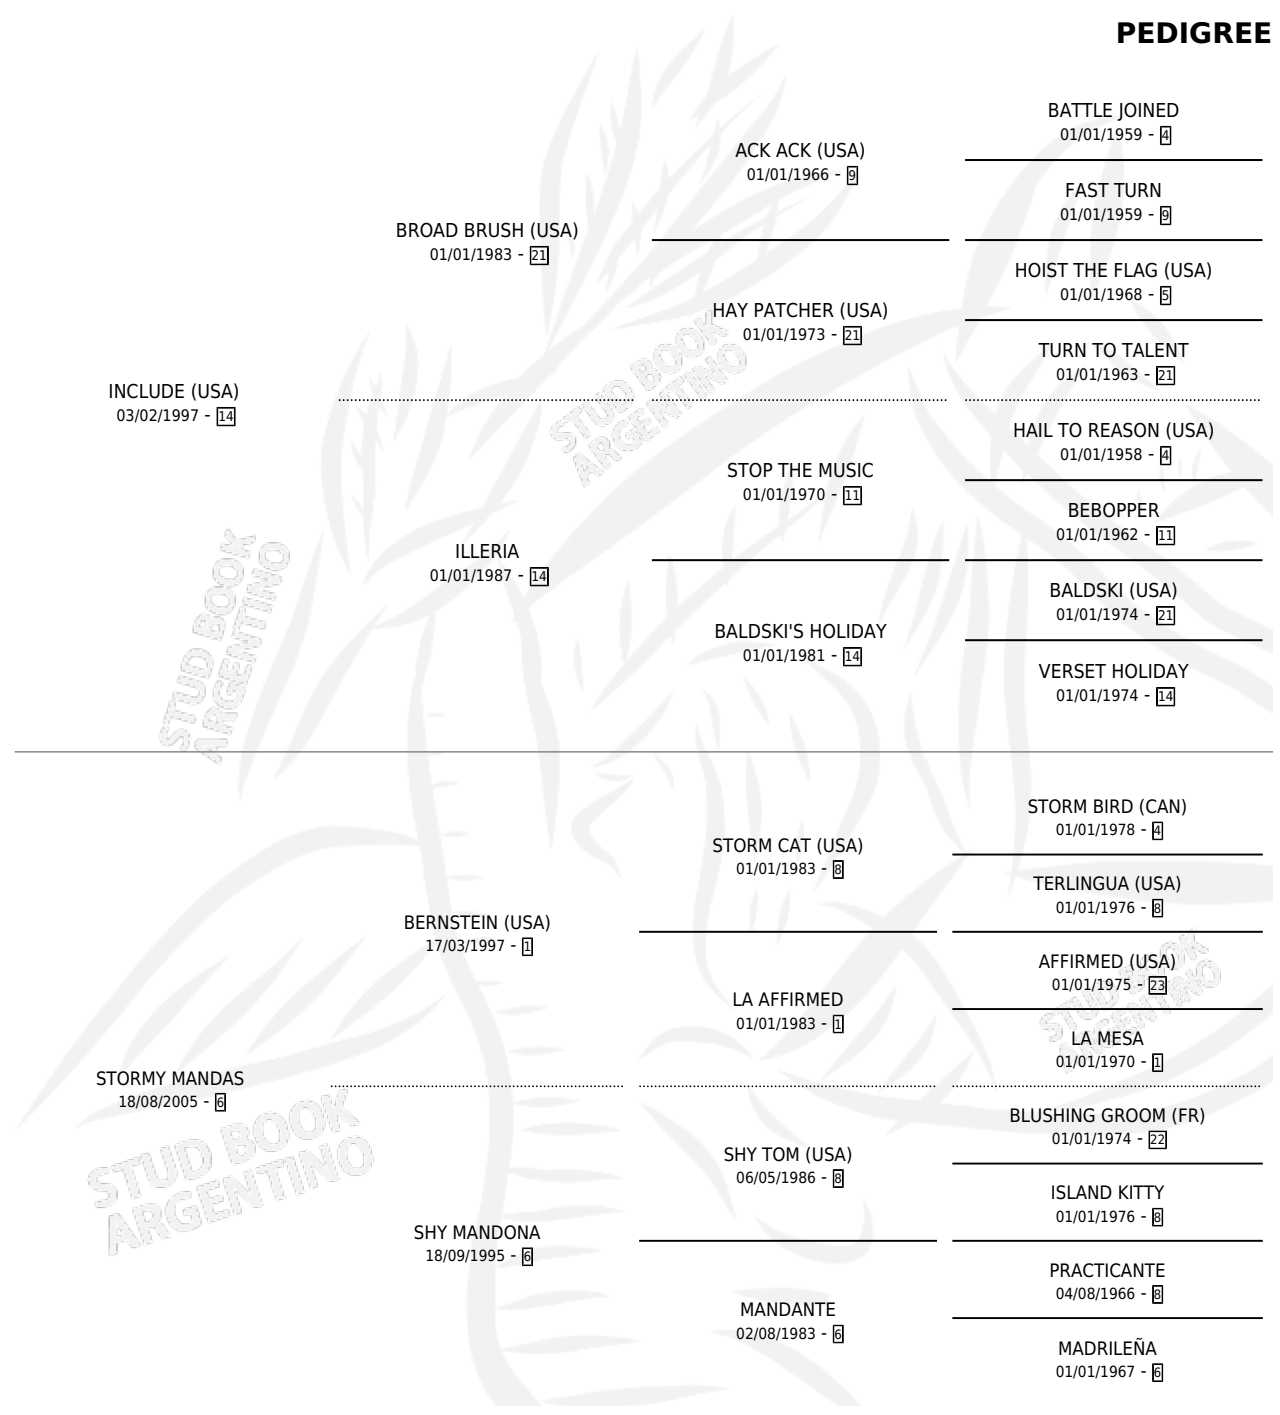 PEDIGREE
BATTLE JOINED
01/01/1959 - 4
ACK ACK (USA)
01/01/1966 - 9
FAST TURN
01/01/1959 - 9
BROAD BRUSH (USA)
01/01/1983 - 21
HOIST THE FLAG (USA)
01/01/1968 - 5
HAY PATCHER (USA)
01/01/1973 - 21
TURN TO TALENT
01/01/1963 - 21
INCLUDE (USA)
03/02/1997 - 14
HAIL TO REASON (USA)
01/01/1958 - 4
STOP THE MUSIC
01/01/1970 - 11
BEBOPPER
01/01/1962 - 11
ILLERIA
01/01/1987 - 14
BALDSKI (USA)
01/01/1974 - 21
BALDSKI'S HOLIDAY
01/01/1981 - 14
VERSET HOLIDAY
01/01/1974 - 14
STORM BIRD (CAN)
01/01/1978 - 4
STORM CAT (USA)
01/01/1983 - 8
TERLINGUA (USA)
01/01/1976 - 8
BERNSTEIN (USA)
17/03/1997 - 1
AFFIRMED (USA)
01/01/1975 - 23
LA AFFIRMED
01/01/1983 - 1
LA MESA
01/01/1970 - 1
STORMY MANDAS
18/08/2005 - 6
BLUSHING GROOM (FR)
01/01/1974 - 22
SHY TOM (USA)
06/05/1986 - 8
ISLAND KITTY
01/01/1976 - 8
SHY MANDONA
18/09/1995 - 6
PRACTICANTE
04/08/1966 - 8
MANDANTE
02/08/1983 - 6
MADRILEÑA
01/01/1967 - 6
STUD BOOK
ARGENTINO
STUD BOOK
ARGENTINO
STUD BOOK
ARGENTINO
STUD BOOK
ARGENTINO